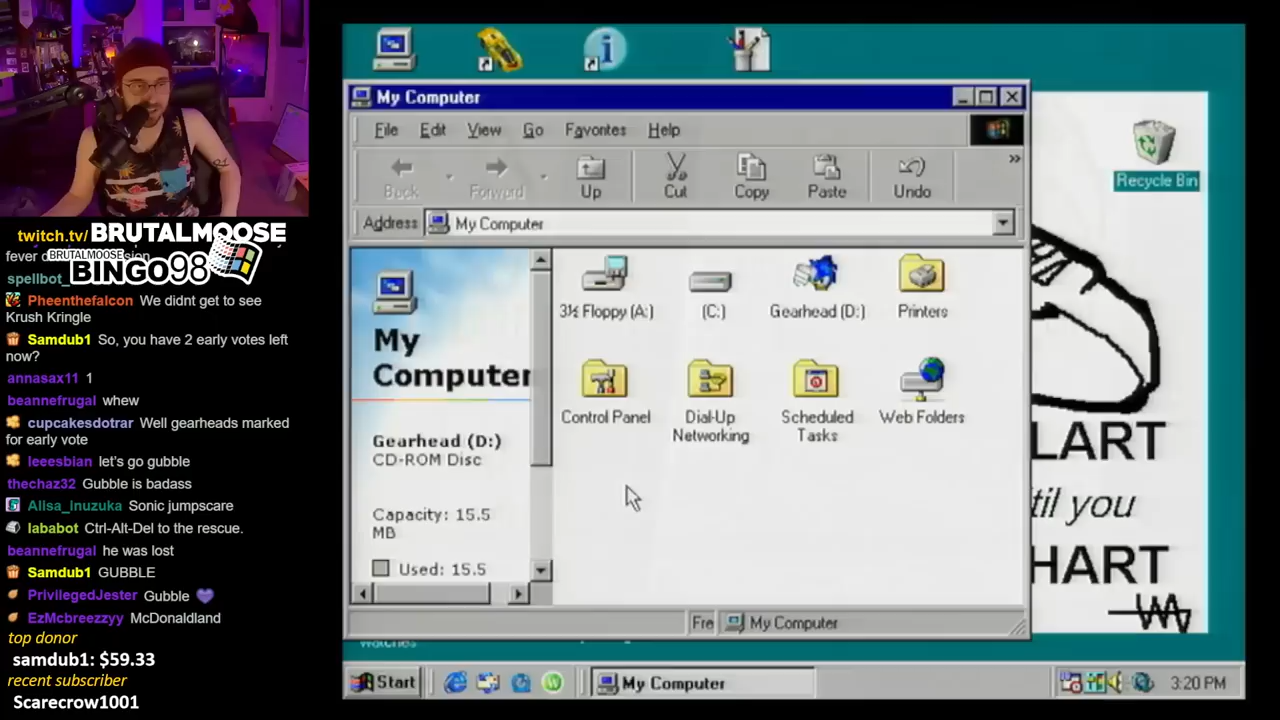 twitch.tv/BRUTALMOOSE
BRUTALMOOSE
BINGO98
spellbot_
Pheenthefalcon We didnt get to see
Krush Kringle
Samdub1 So, you have 2 early votes left
now?
annasax11 1
beannefrugal whew
cupcakesdotrar Well gearheads marked
for early vote
leeesbian let's go gubble
thechaz32 Gubble is badass
Alisa_Inuzuka Sonic jumpscare
lababot Ctrl-Alt-Del to the rescue.
beannefrugal he was lost
Samdub1 GUBBLE
PrivilegedJester Gubble
EzMcbreezzyy McDonaldland
top donor
samdub1: $59.33
recent subscriber
Scarecrow1001
My Computer
File Edit View Go Favorites Help
Back Forward Up Cut Copy Paste Undo
Address My Computer
My
Computer
Gearhead (D:)
CD-ROM Disc
Capacity: 15.5
MB
Used: 15.5
3½ Floppy (A:) (C:) Gearhead (D:) Printers
Control Panel Dial-Up Networking Scheduled Tasks Web Folders
Fre My Computer
Recycle Bin
LART
til you
HART
Start My Computer 3:20 PM